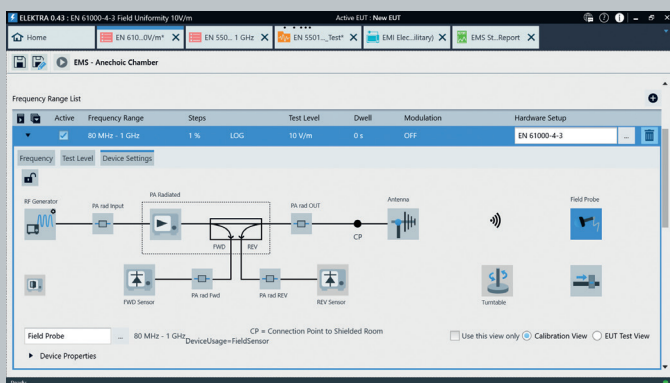 ELEKTRA 0.43 : EN 61000-4-3 Field Uniformity 10V/m
Active EUT : New EUT
Home
EN 610...0V/m*
EN 550... 1 GHz
EN 5501..._Test*
EMI Elec...ilitary)
EMS St...Report
EMS - Anechoic Chamber
Frequency Range List
Active Frequency Range Steps Test Level Dwell Modulation Hardware Setup
80 MHz - 1 GHz 1 % LOG 10 V/m 0 s OFF EN 61000-4-3 ...
Frequency Test Level Device Settings
RF Generator
PA rad Input
PA Radiated
PA rad OUT
Antenna
Field Probe
FWD REV
CP
FWD Sensor
PA rad Fwd
PA rad REV
REV Sensor
Turntable
Field Probe ... 80 MHz - 1 GHz
DeviceUsage=FieldSensor
CP = Connection Point to Shielded Room
Use this view only Calibration View EUT Test View
Device Properties
Ready